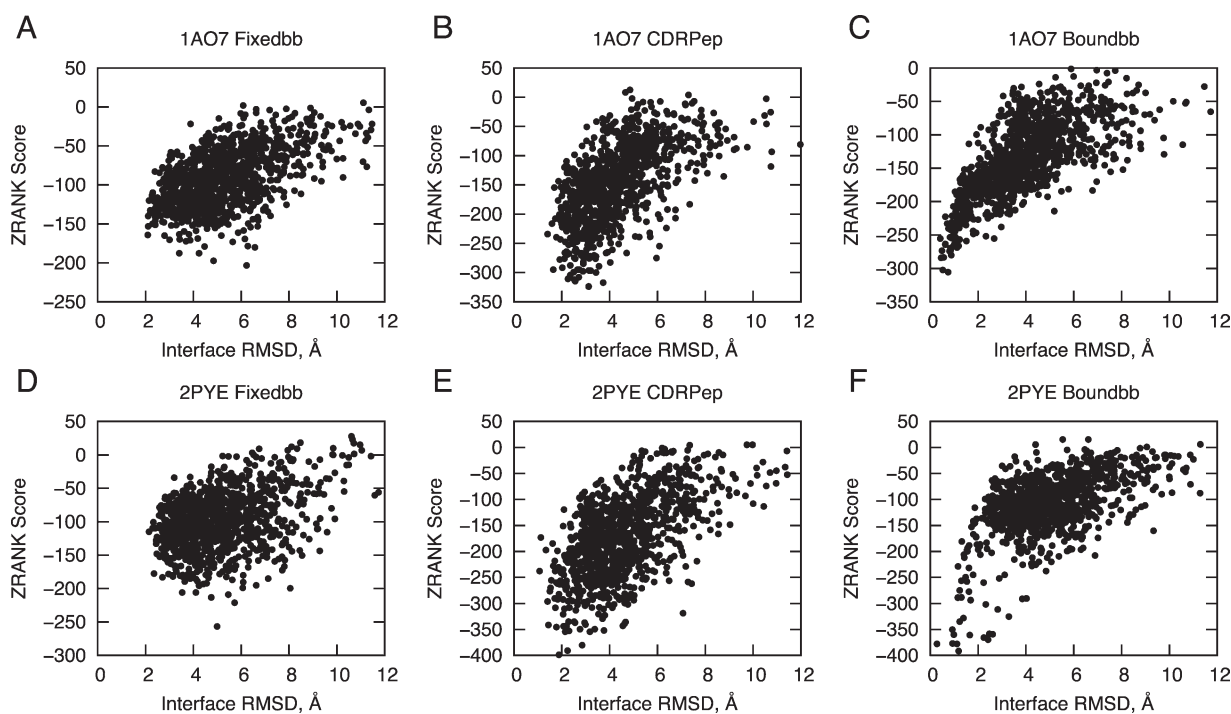 A
1AO7 Fixedbb
50
0
−50
−100
−150
−200
−250
ZRANK Score
0 2 4 6 8 10 12
Interface RMSD, Å
B
1AO7 CDRPep
50
0
−50
−100
−150
−200
−250
−300
−350
ZRANK Score
0 2 4 6 8 10 12
Interface RMSD, Å
C
1AO7 Boundbb
0
−50
−100
−150
−200
−250
−300
−350
ZRANK Score
0 2 4 6 8 10 12
Interface RMSD, Å
D
2PYE Fixedbb
50
0
−50
−100
−150
−200
−250
−300
ZRANK Score
0 2 4 6 8 10 12
Interface RMSD, Å
E
2PYE CDRPep
50
0
−50
−100
−150
−200
−250
−300
−350
−400
ZRANK Score
0 2 4 6 8 10 12
Interface RMSD, Å
F
2PYE Boundbb
50
0
−50
−100
−150
−200
−250
−300
−350
−400
ZRANK Score
0 2 4 6 8 10 12
Interface RMSD, Å